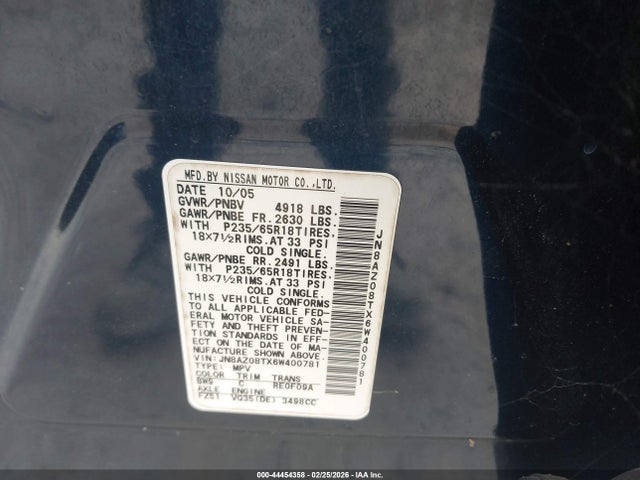 MFD.BY NISSAN MOTOR CO.,LTD.
DATE 10/05
GVWR/PNBV 4918 LBS.
GAWR/PNBE FR. 2630 LBS.
WITH P235/65R18TIRES.
18X7½RIMS.AT 33 PSI
COLD SINGLE.
GAWR/PNBE RR. 2491 LBS.
WITH P235/65R18TIRES.
18X7½RIMS.AT 33 PSI
COLD SINGLE.
THIS VEHICLE CONFORMS
TO ALL APPLICABLE FED-
ERAL MOTOR VEHICLE SA-
FETY AND THEFT PREVEN-
TION STANDARDS IN EFF-
ECT ON THE DATE OF MA-
NUFACTURE SHOWN ABOVE.
VIN: JN8AZ08TX6W400781
TYPE: MPV
COLOR TRIM TRANS
BW9 C RE0F09A
AXLE ENGINE
FZ51 VQ35(DE) 3498CC
JN8AZ08TX6W400781
000-44454358 - 02/25/2026 - IAA Inc.